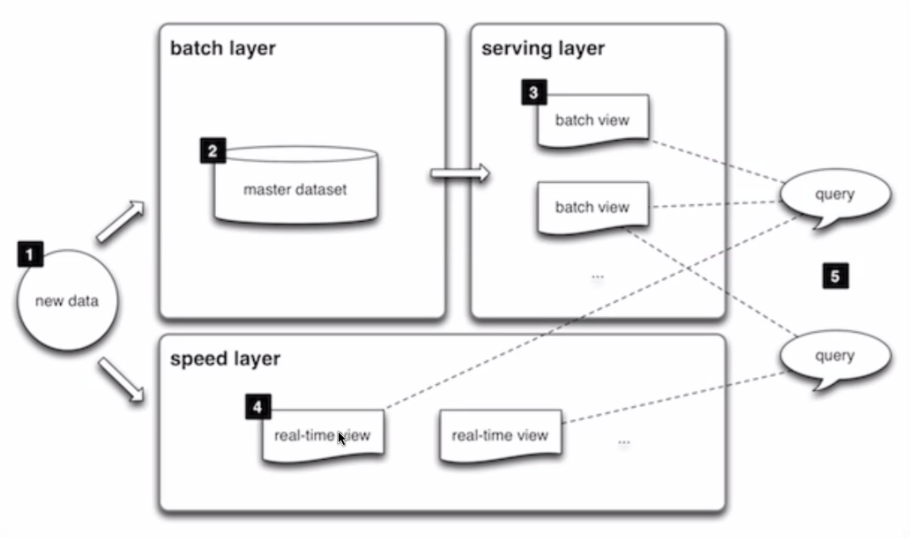 batch layer
serving layer
3
batch view
2
master dataset
query
batch view
1
5
new data
...
speed layer
query
4
real-time view
real-time view
...